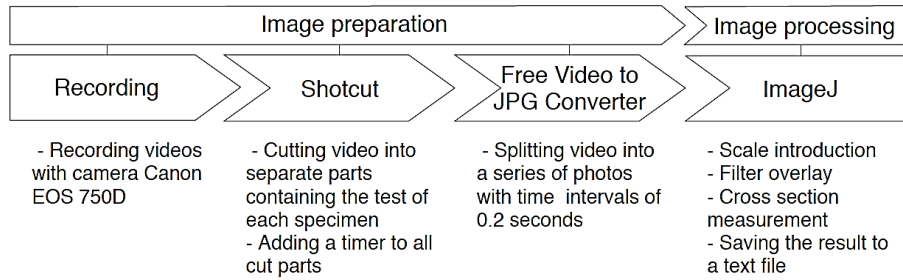 Image preparation
Image processing
Recording
Shotcut
Free Video to
JPG Converter
ImageJ
- Recording videos
with camera Canon
EOS 750D
- Cutting video into
separate parts
containing the test of
each specimen
- Adding a timer to all
cut parts
- Splitting video into
a series of photos
with time intervals of
0.2 seconds
- Scale introduction
- Filter overlay
- Cross section
measurement
- Saving the result to
a text file